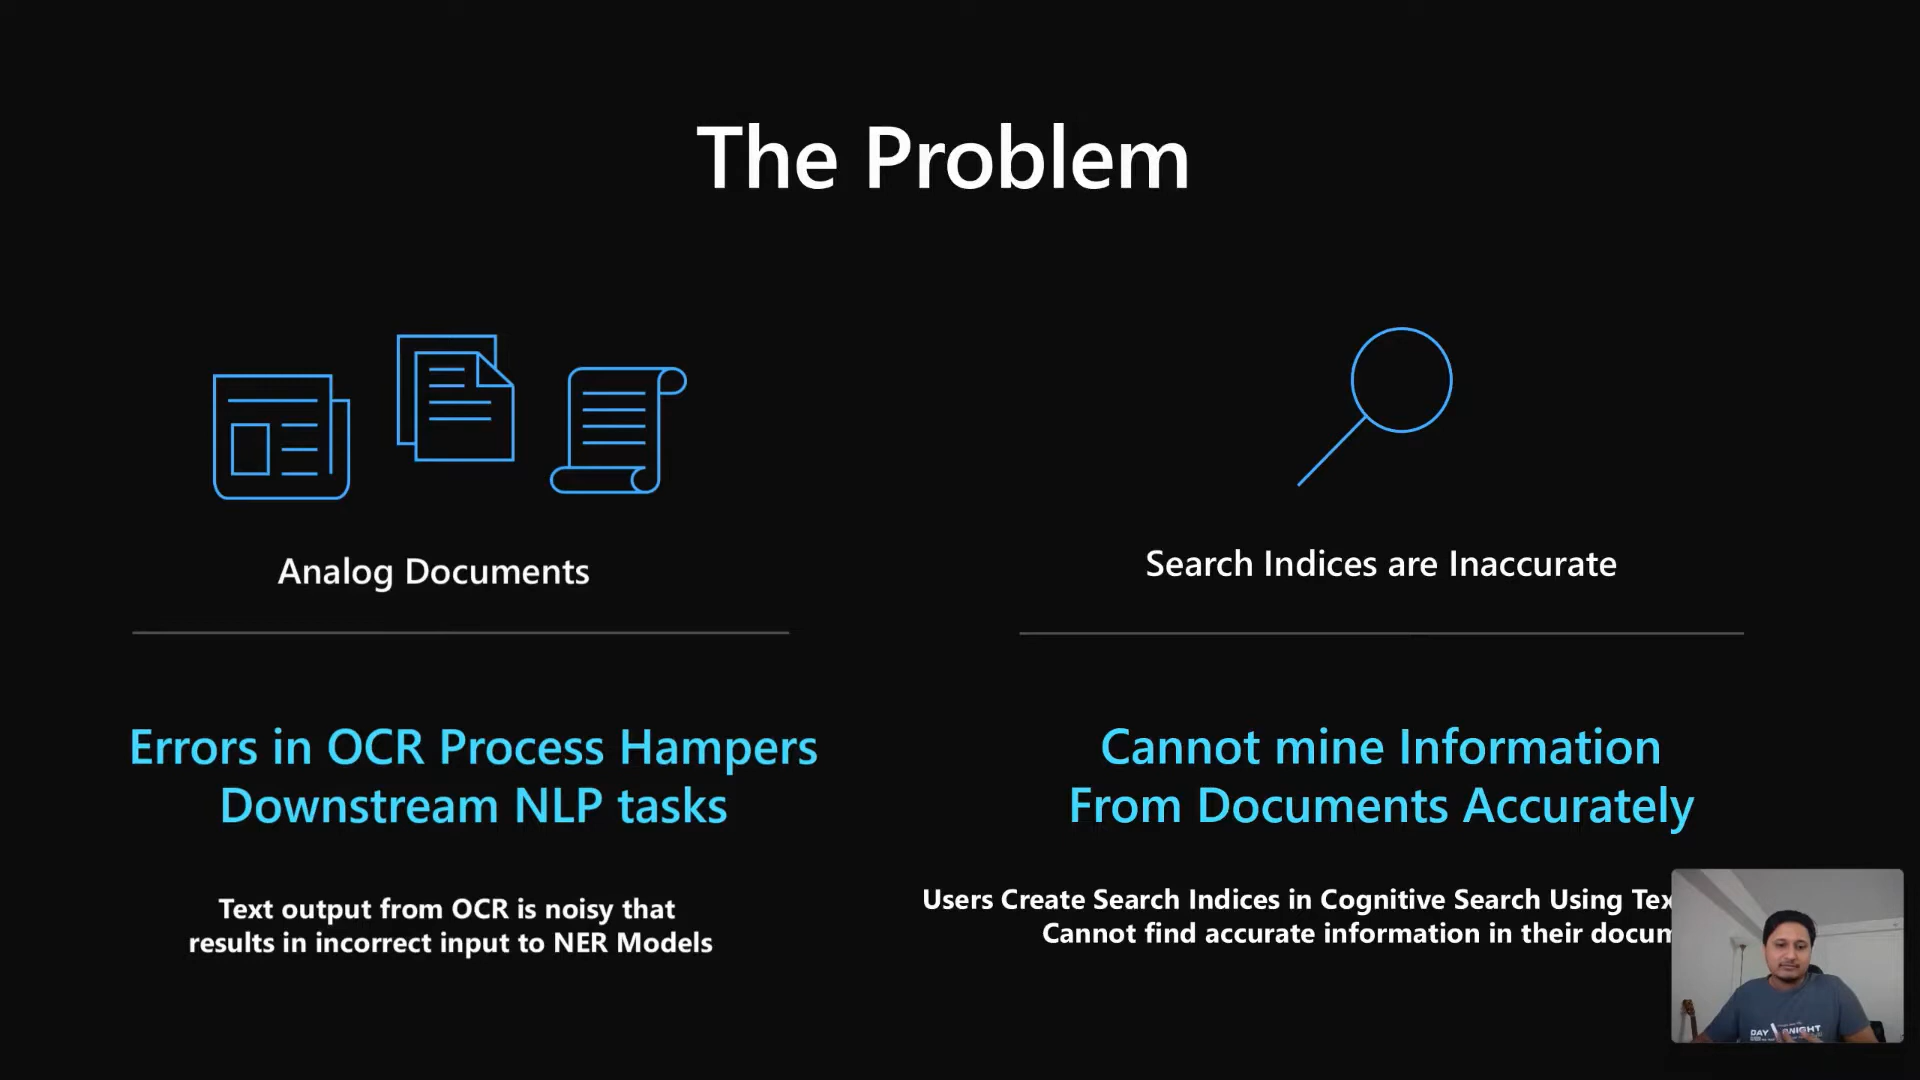 The Problem
Analog Documents
Errors in OCR Process Hampers
Downstream NLP tasks
Text output from OCR is noisy that
results in incorrect input to NER Models
Search Indices are Inaccurate
Cannot mine Information
From Documents Accurately
Users Create Search Indices in Cognitive Search Using
Cannot find accurate information in their
DAY